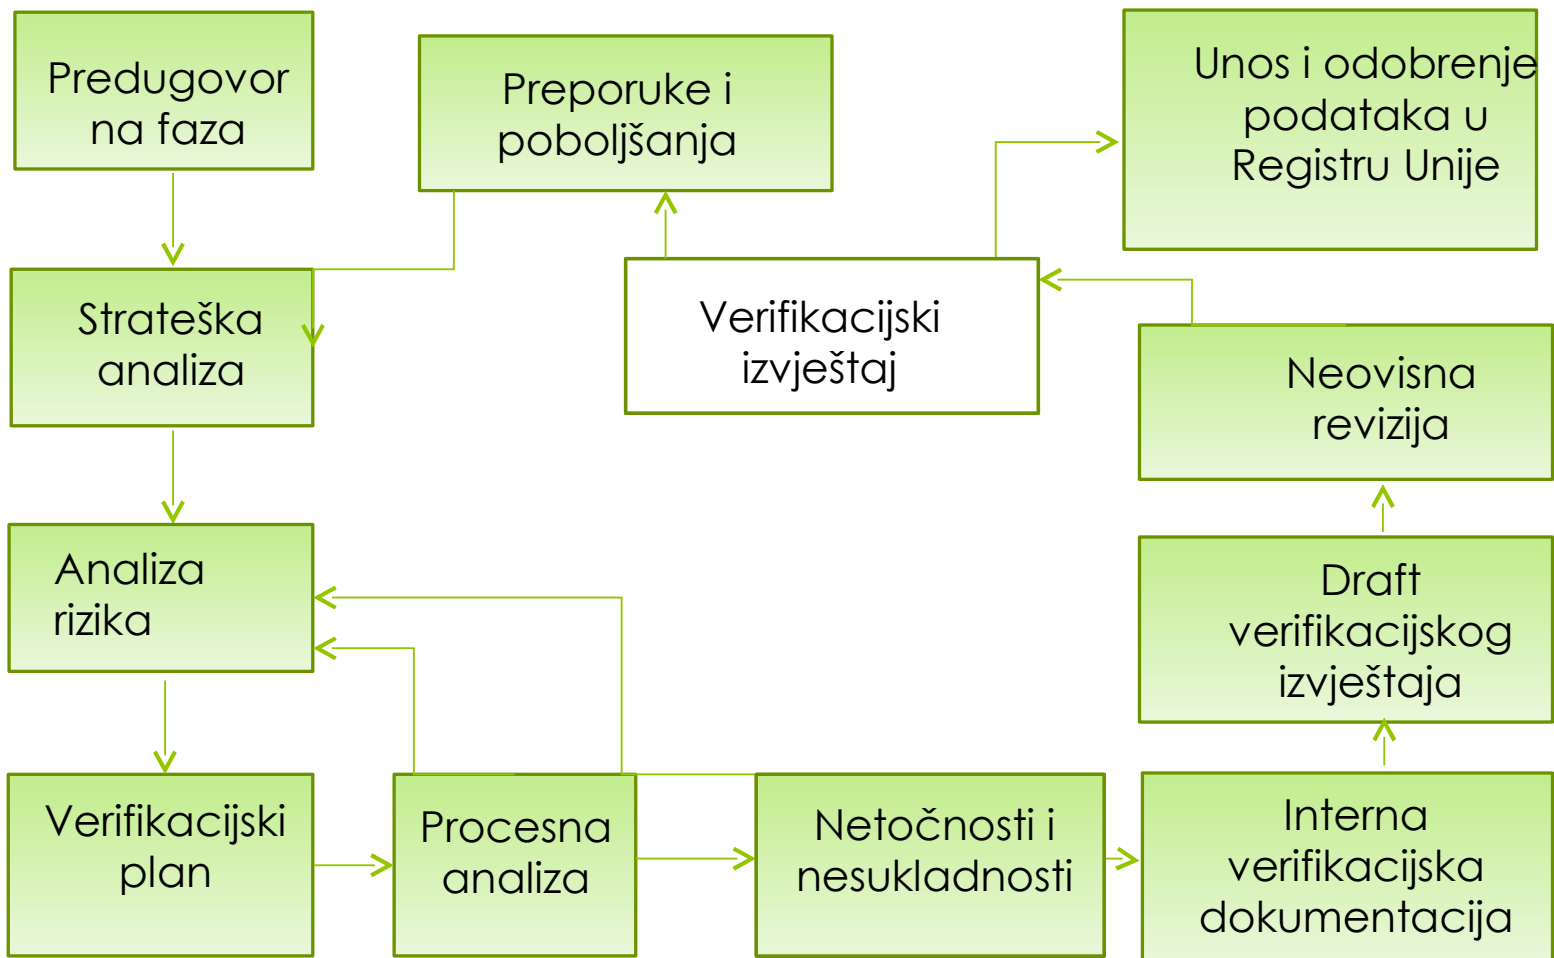 Predugovor
na faza
Preporuke i
poboljšanja
Unos i odobrenje
podataka u
Registru Unije
Strateška
analiza
Verifikacijski
izvještaj
Neovisna
revizija
Analiza
rizika
Draft
verifikacijskog
izvještaja
Verifikacijski
plan
Procesna
analiza
Netočnosti i
nesukladnosti
Interna
verifikacijska
dokumentacija